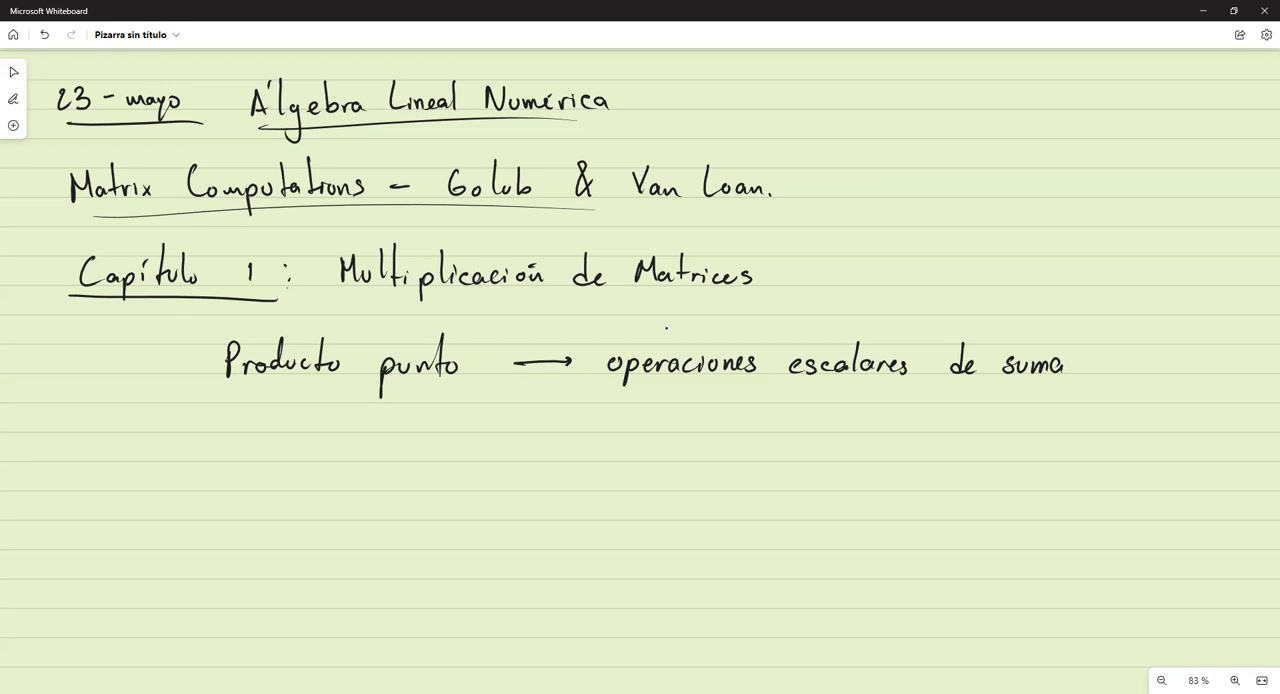 Microsoft Whiteboard
Pizarra sin título
23 - mayo Álgebra Lineal Numérica
Matrix Computations - Golub & Van Loan.
Capítulo 1 : Multiplicación de Matrices
Producto punto → operaciones escalares de suma
83 %